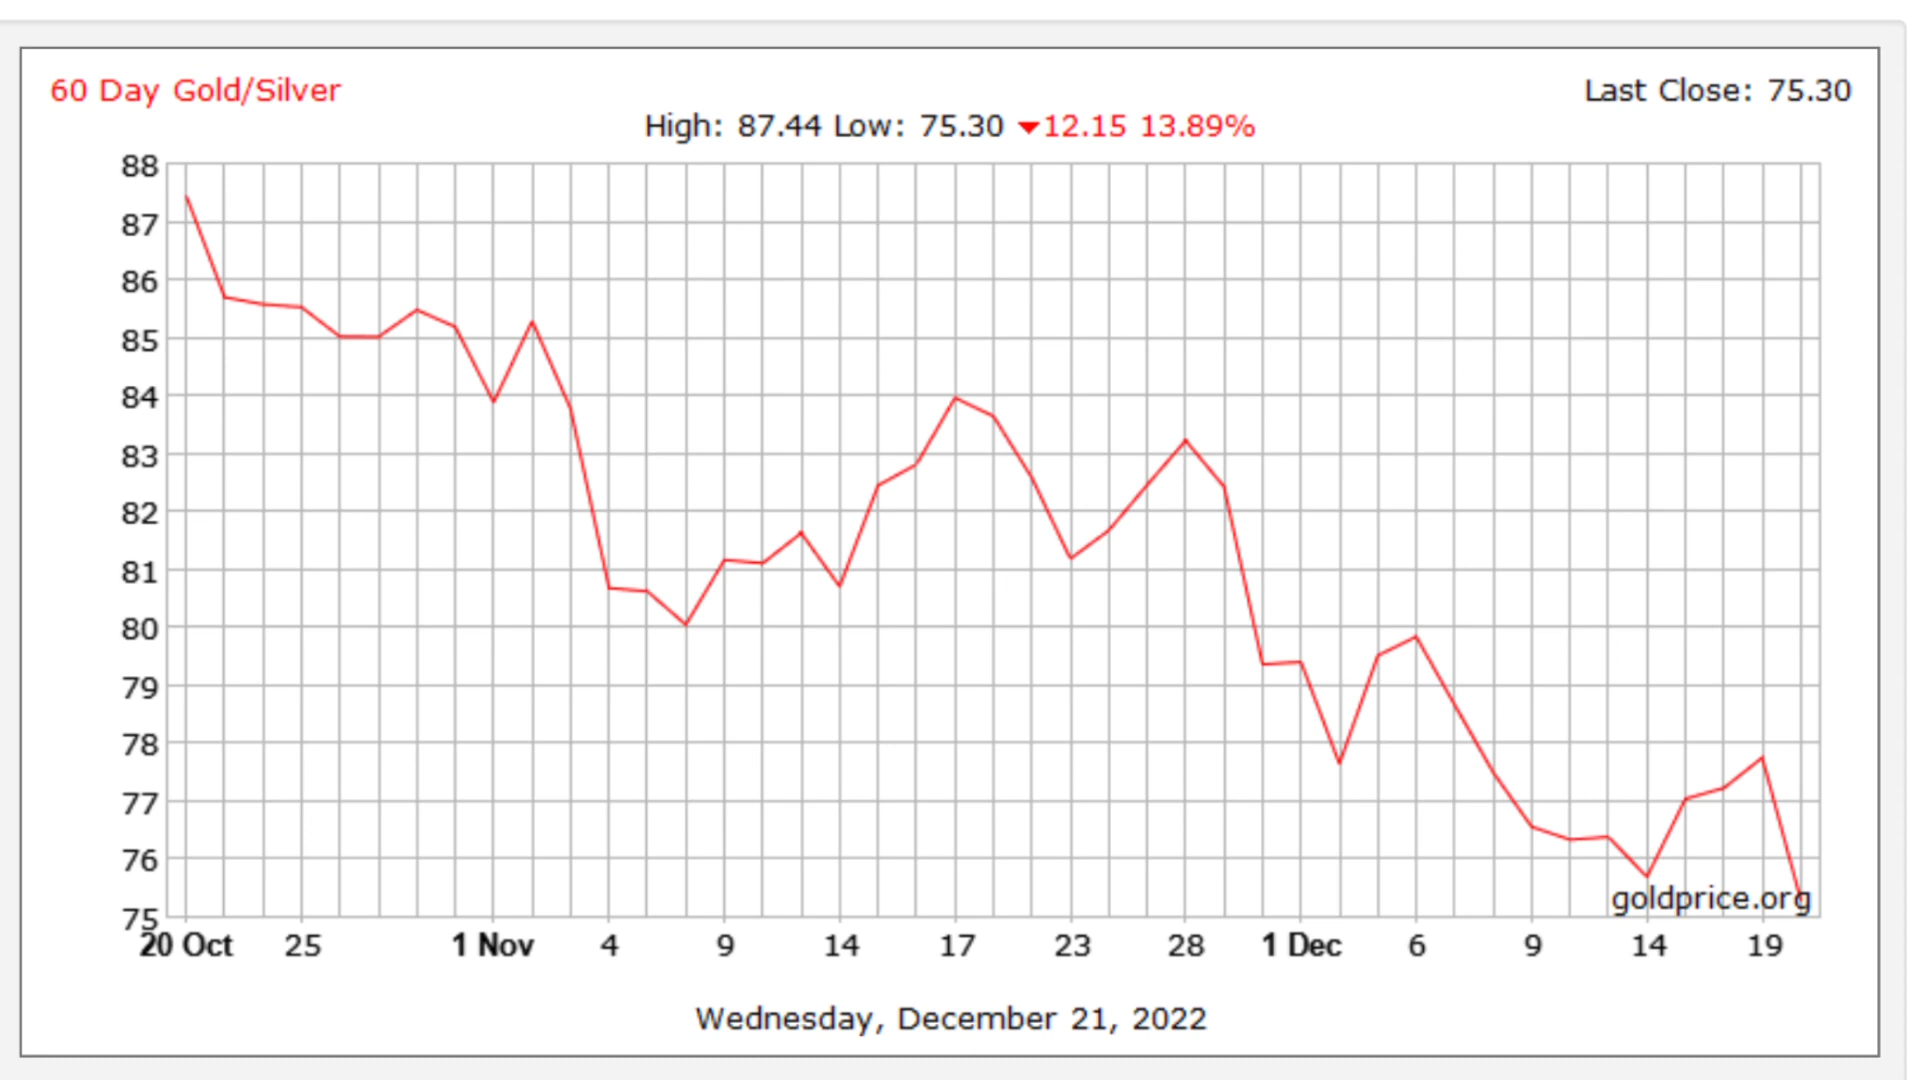 60 Day Gold/Silver
Last Close: 75.30
High: 87.44 Low: 75.30 ▼12.15 13.89%
88
87
86
85
84
83
82
81
80
79
78
77
76
75
goldprice.org
20 Oct 25 1 Nov 4 9 14 17 23 28 1 Dec 6 9 14 19
Wednesday, December 21, 2022